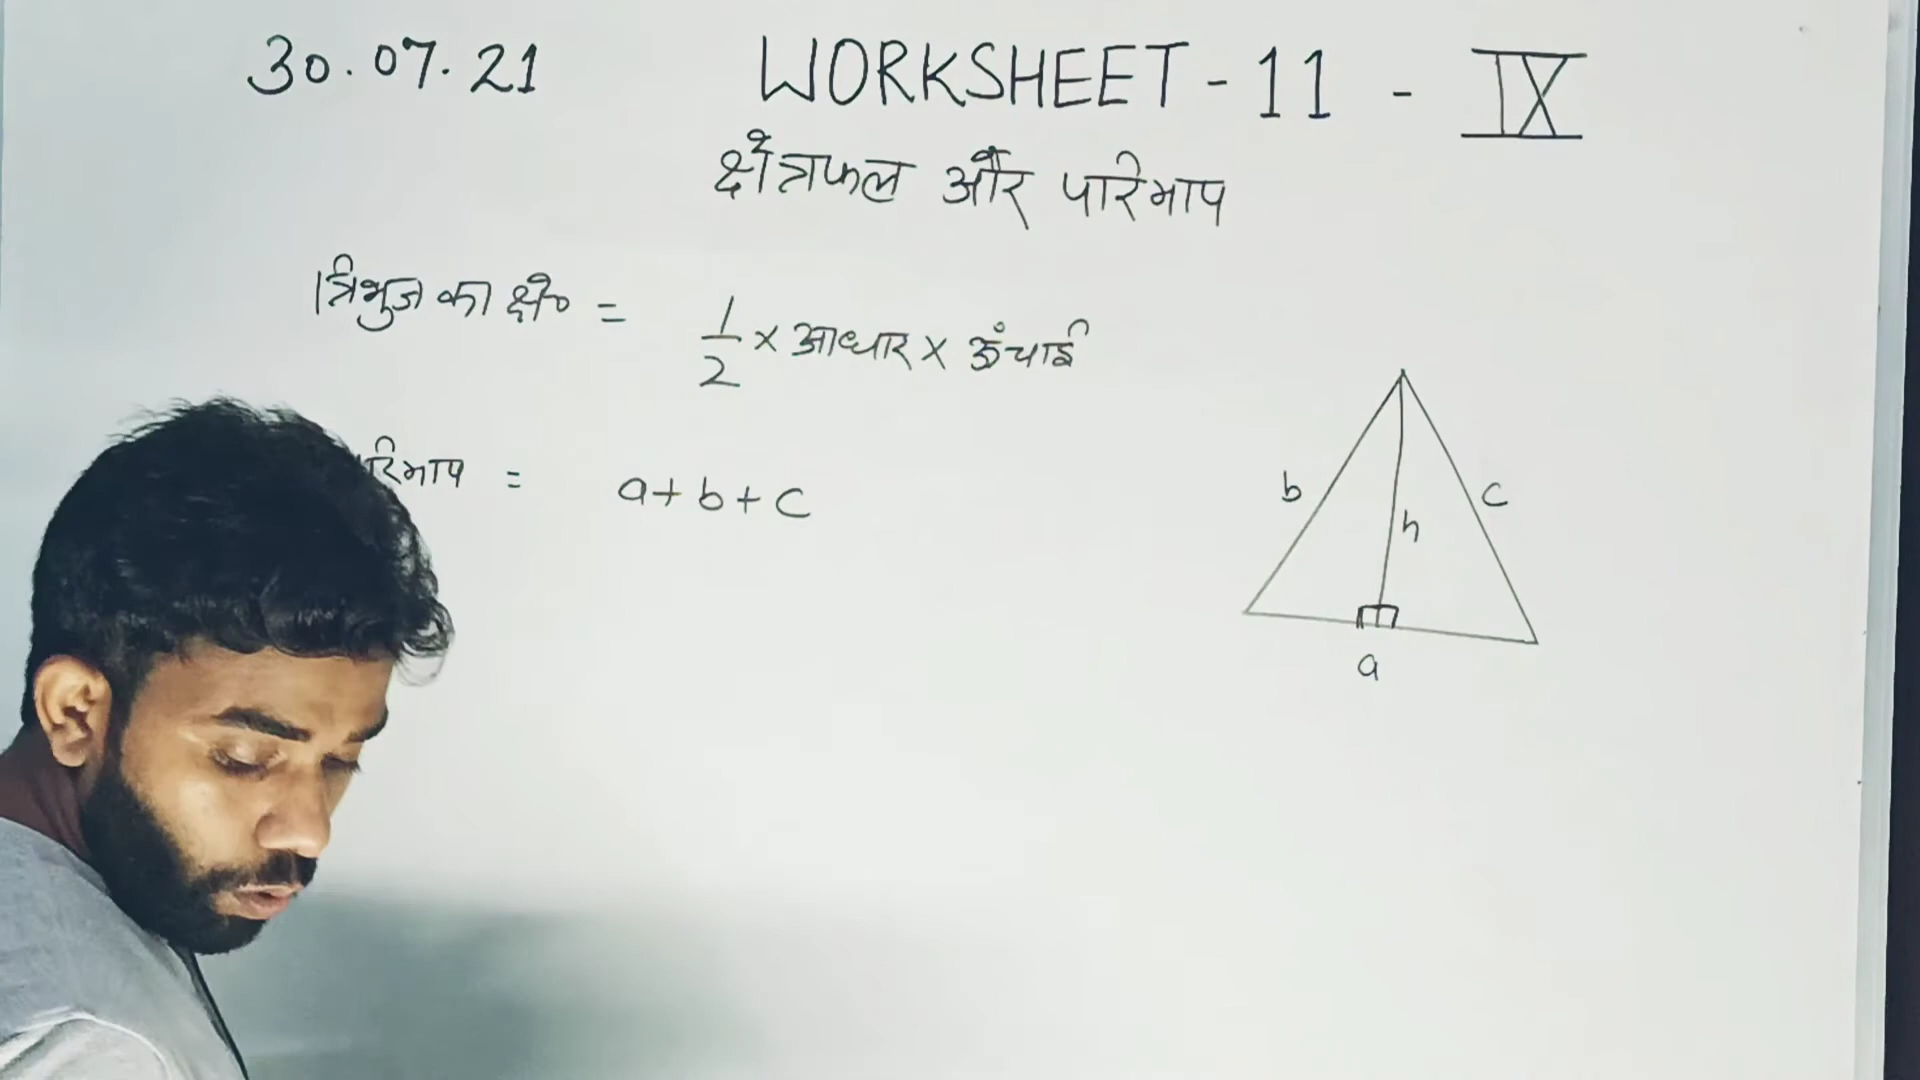 30.07.21 WORKSHEET - 11 - IX
क्षेत्रफल और परिमाप
त्रिभुज का क्षे० = 1/2 × आधार × ऊंचाई
रिमाप = a + b + c
b
c
h
a